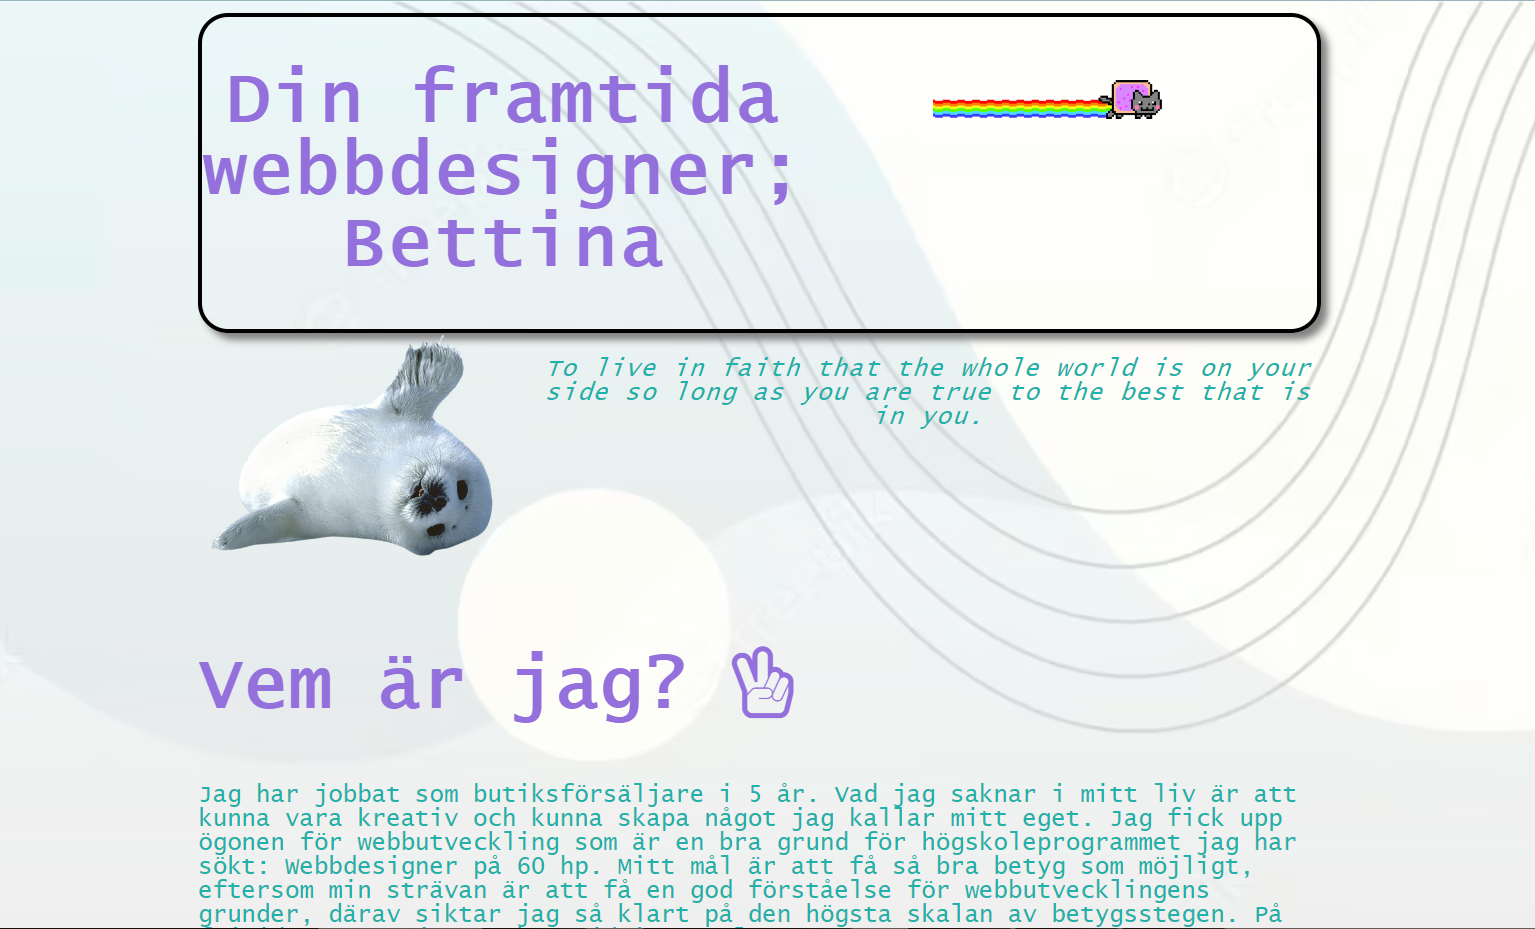 Din framtida
webbdesigner;
Bettina
To live in faith that the whole world is on your
side so long as you are true to the best that is
in you.
Vem är jag?
Jag har jobbat som butiksförsäljare i 5 år. Vad jag saknar i mitt liv är att
kunna vara kreativ och kunna skapa något jag kallar mitt eget. Jag fick upp
ögonen för webbutveckling som är en bra grund för högskoleprogrammet jag har
sökt: Webbdesigner på 60 hp. Mitt mål är att få så bra betyg som möjligt,
eftersom min strävan är att få en god förståelse för webbutvecklingens
grunder, därav siktar jag så klart på den högsta skalan av betygsstegen. På